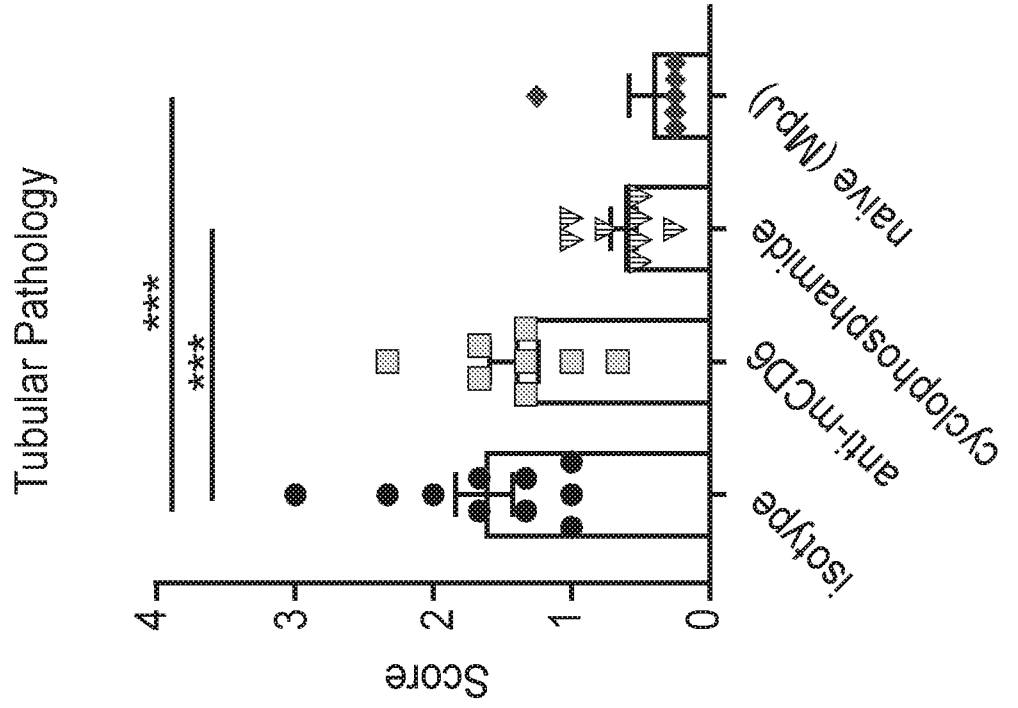 Tubular Pathology
***
***
Score
4
3
2
1
0
isotype
anti-mCD6
cyclophosphamide
naive (MpJ)